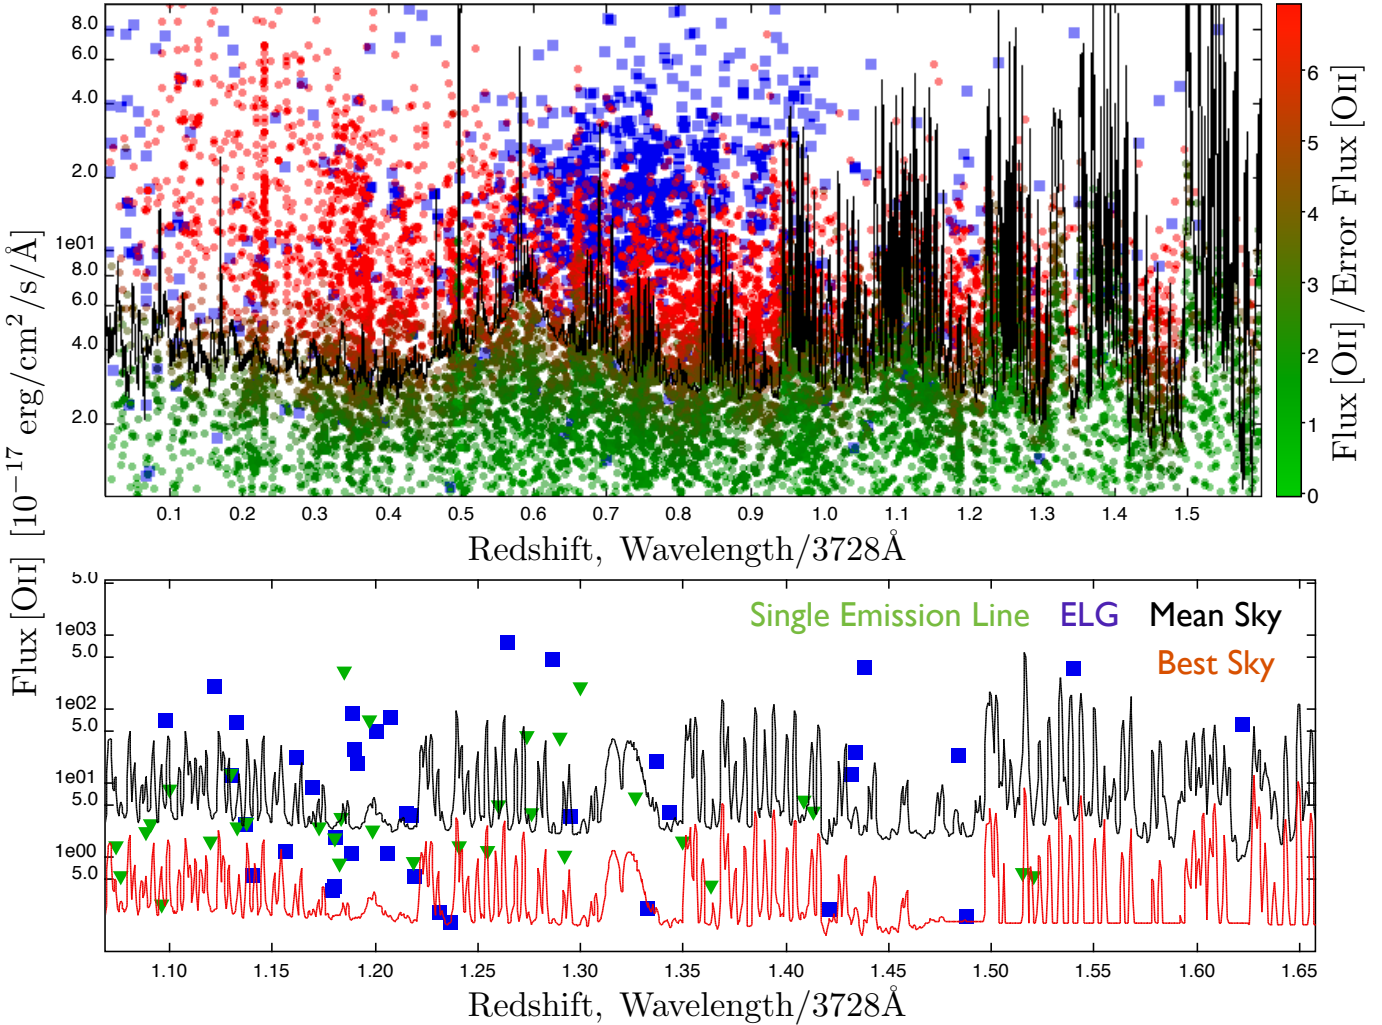 8.0
6.0
4.0
2.0
1e01
8.0
6.0
4.0
2.0
0.1 0.2 0.3 0.4 0.5 0.6 0.7 0.8 0.9 1.0 1.1 1.2 1.3 1.4 1.5
Redshift, Wavelength/3728Å
6
5
4
3
2
1
0
Flux [OII] /Error Flux [OII]
Flux [OII] [10⁻¹⁷ erg/cm²/s/Å]
5.0
1e03
5.0
1e02
5.0
1e01
5.0
1e00
5.0
Single Emission Line ELG Mean Sky
Best Sky
1.10 1.15 1.20 1.25 1.30 1.35 1.40 1.45 1.50 1.55 1.60 1.65
Redshift, Wavelength/3728Å